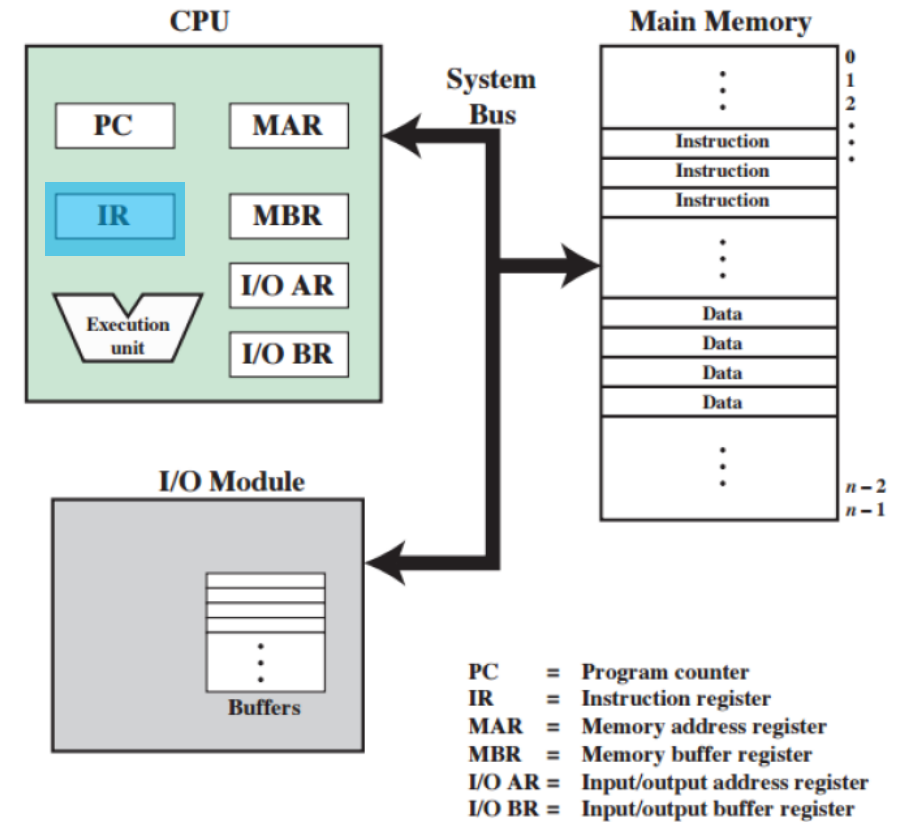 CPU
PC
MAR
IR
MBR
I/O AR
Execution
unit
I/O BR
System
Bus
Main Memory
0
1
2
Instruction
Instruction
Instruction
Data
Data
Data
Data
n – 2
n – 1
I/O Module
Buffers
PC = Program counter
IR = Instruction register
MAR = Memory address register
MBR = Memory buffer register
I/O AR = Input/output address register
I/O BR = Input/output buffer register